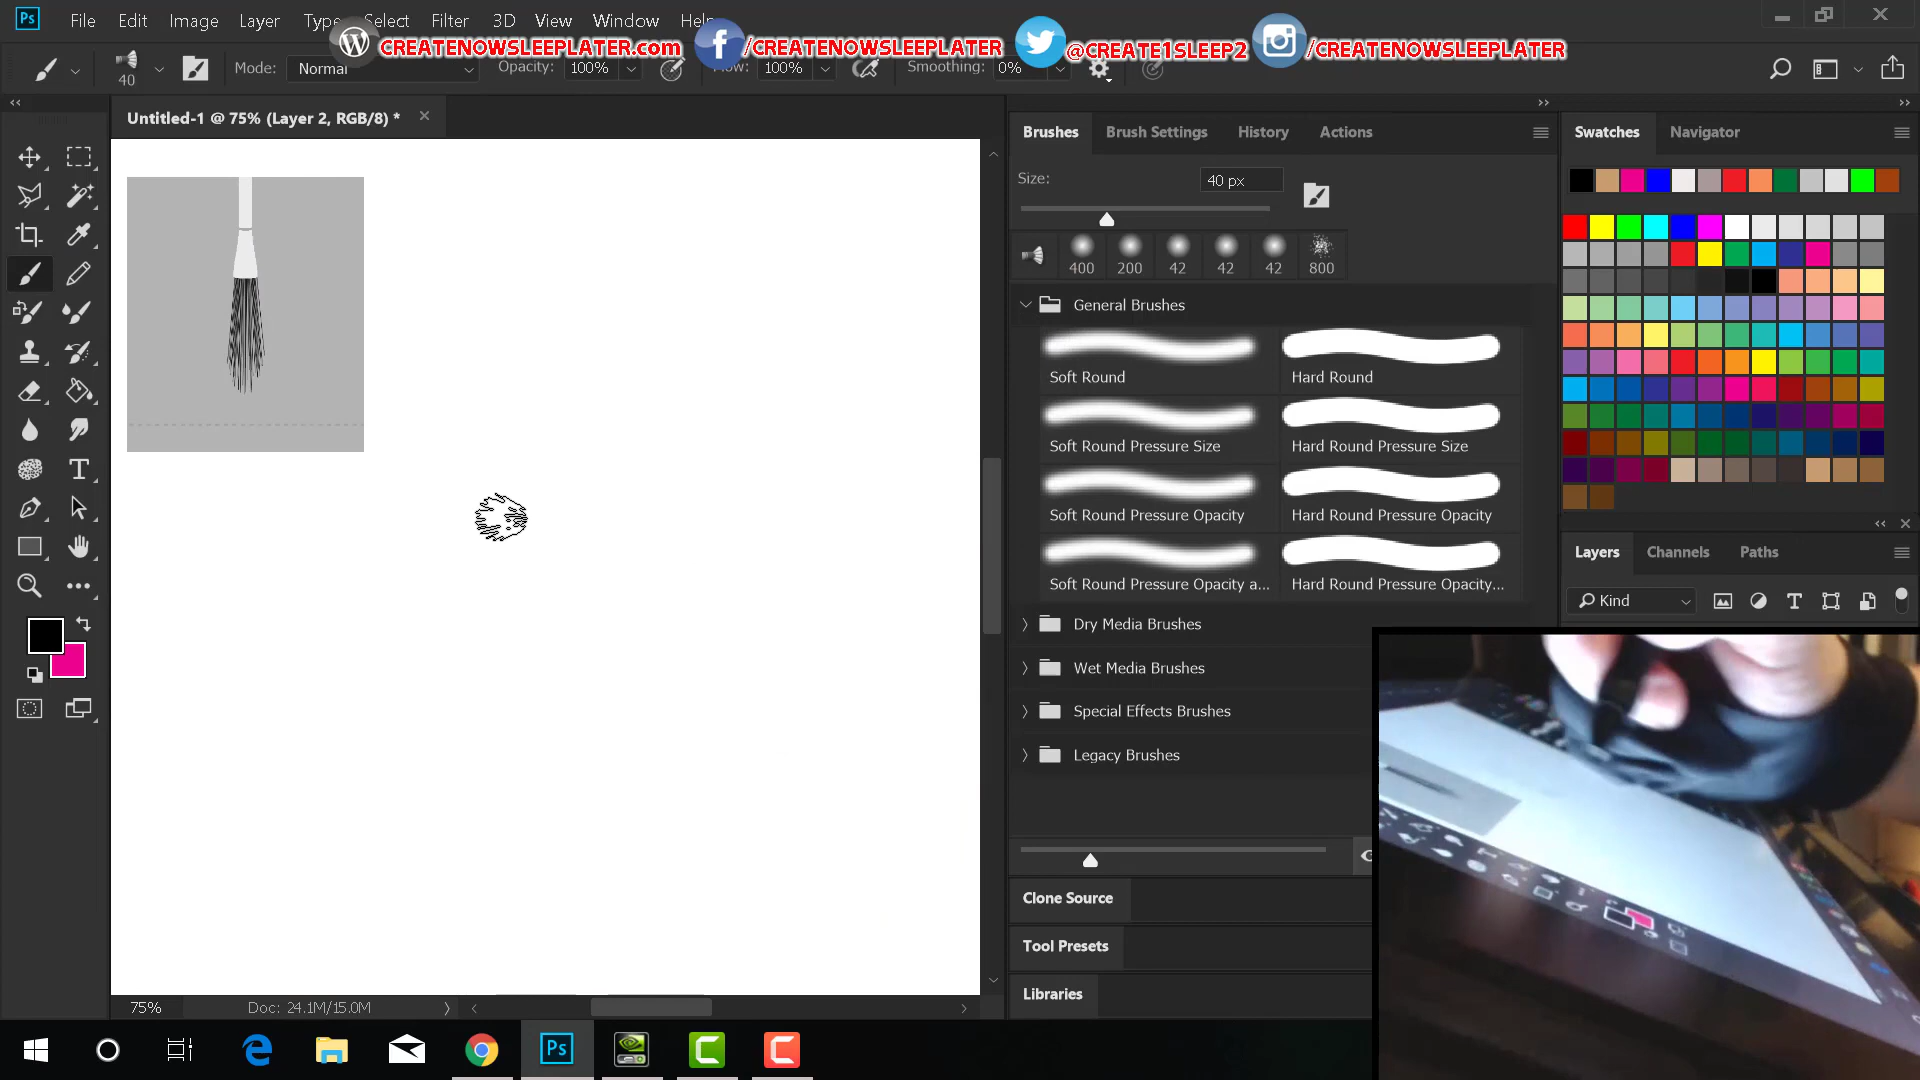 Ps File Edit Image Layer Type Select Filter 3D View Window Help
CREATENOWSLEEPLATER.com /CREATENOWSLEEPLATER @CREATE1SLEEP2 /CREATENOWSLEEPLATER
40 Mode: Normal Opacity: 100% Flow: 100% Smoothing: 0%
Untitled-1 @ 75% (Layer 2, RGB/8) *
Brushes Brush Settings History Actions
Swatches Navigator
Size: 40 px
400 200 42 42 42 800
General Brushes
Soft Round Hard Round
Soft Round Pressure Size Hard Round Pressure Size
Soft Round Pressure Opacity Hard Round Pressure Opacity
Soft Round Pressure Opacity a... Hard Round Pressure Opacity...
Dry Media Brushes
Wet Media Brushes
Special Effects Brushes
Legacy Brushes
Layers Channels Paths
Kind
Clone Source
Tool Presets
Libraries
75% Doc: 24.1M/15.0M
Ps